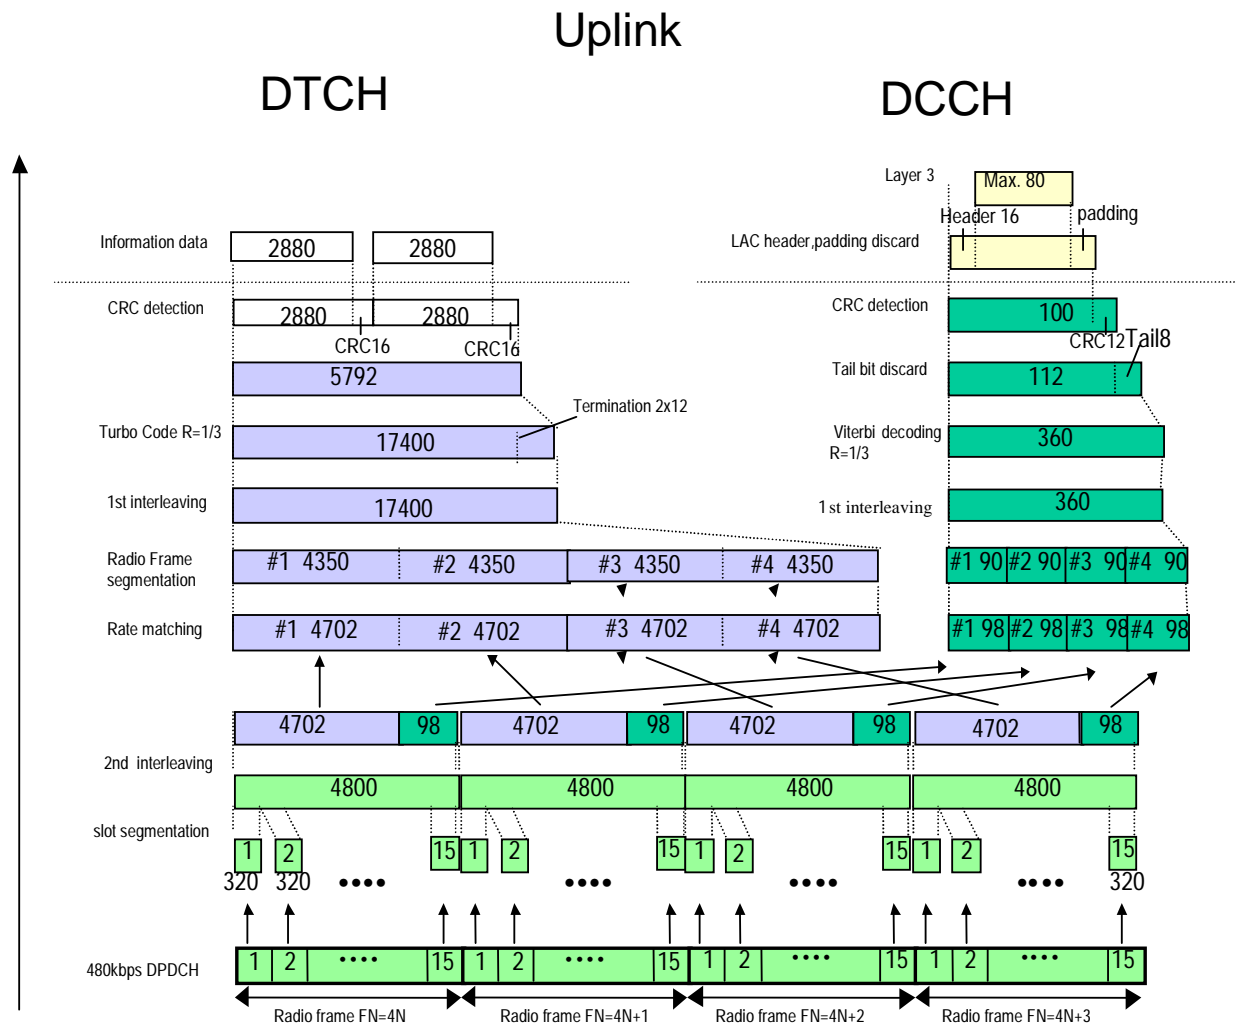 Uplink
DTCH
DCCH
Layer 3
Max. 80
Header 16
padding
Information data
2880
2880
LAC header,padding discard
CRC detection
2880
2880
CRC16
CRC16
CRC detection
100
CRC12
Tail8
5792
Tail bit discard
112
Termination 2x12
Turbo Code R=1/3
17400
Viterbi decoding
R=1/3
360
1st interleaving
17400
1st interleaving
360
Radio Frame
segmentation
#1 4350
#2 4350
#3 4350
#4 4350
#1 90
#2 90
#3 90
#4 90
Rate matching
#1 4702
#2 4702
#3 4702
#4 4702
#1 98
#2 98
#3 98
#4 98
4702
98
4702
98
4702
98
4702
98
2nd interleaving
4800
4800
4800
4800
slot segmentation
1
2
15
1
2
15
1
2
15
1
2
15
320
320
••••
••••
••••
••••
320
480kbps DPDCH
1
2
••••
15
1
2
••••
15
1
2
••••
15
1
2
••••
15
Radio frame FN=4N
Radio frame FN=4N+1
Radio frame FN=4N+2
Radio frame FN=4N+3